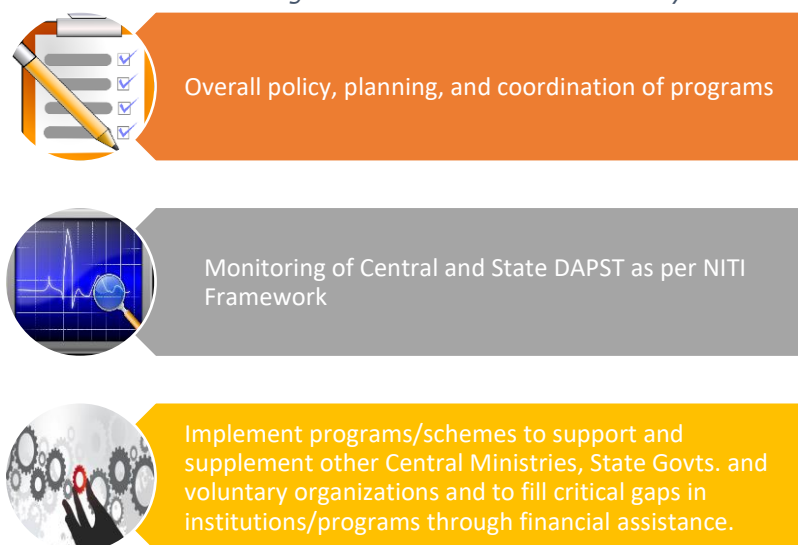 Overall policy, planning, and coordination of programs
Monitoring of Central and State DAPST as per NITI
Framework
Implement programs/schemes to support and
supplement other Central Ministries, State Govts. and
voluntary organizations and to fill critical gaps in
institutions/programs through financial assistance.